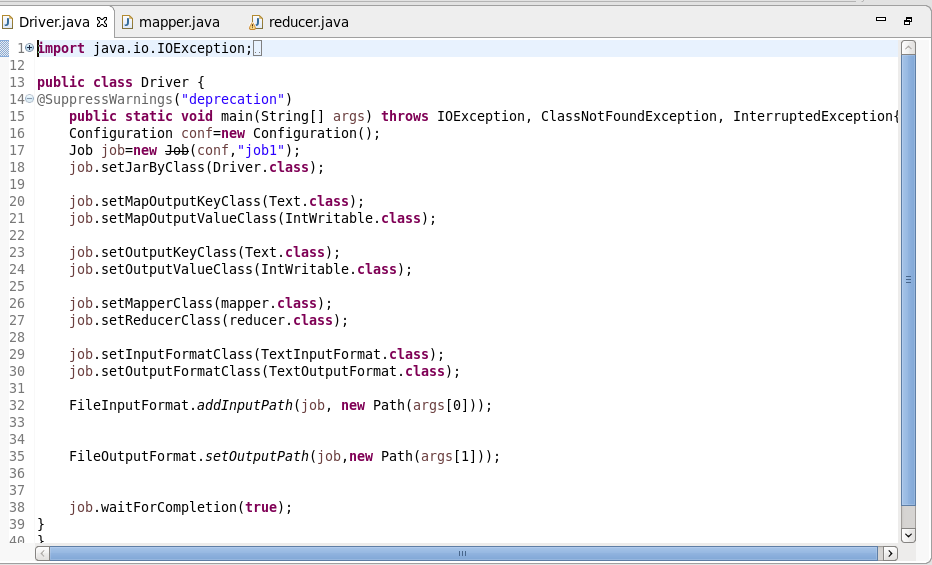 Driver.java mapper.java reducer.java
1 import java.io.IOException;
12
13 public class Driver {
14 @SuppressWarnings("deprecation")
15     public static void main(String[] args) throws IOException, ClassNotFoundException, InterruptedException{
16     Configuration conf=new Configuration();
17     Job job=new Job(conf,"job1");
18     job.setJarByClass(Driver.class);
19
20     job.setMapOutputKeyClass(Text.class);
21     job.setMapOutputValueClass(IntWritable.class);
22
23     job.setOutputKeyClass(Text.class);
24     job.setOutputValueClass(IntWritable.class);
25
26     job.setMapperClass(mapper.class);
27     job.setReducerClass(reducer.class);
28
29     job.setInputFormatClass(TextInputFormat.class);
30     job.setOutputFormatClass(TextOutputFormat.class);
31
32     FileInputFormat.addInputPath(job, new Path(args[0]));
33
34
35     FileOutputFormat.setOutputPath(job,new Path(args[1]));
36
37
38     job.waitForCompletion(true);
39 }
40 }